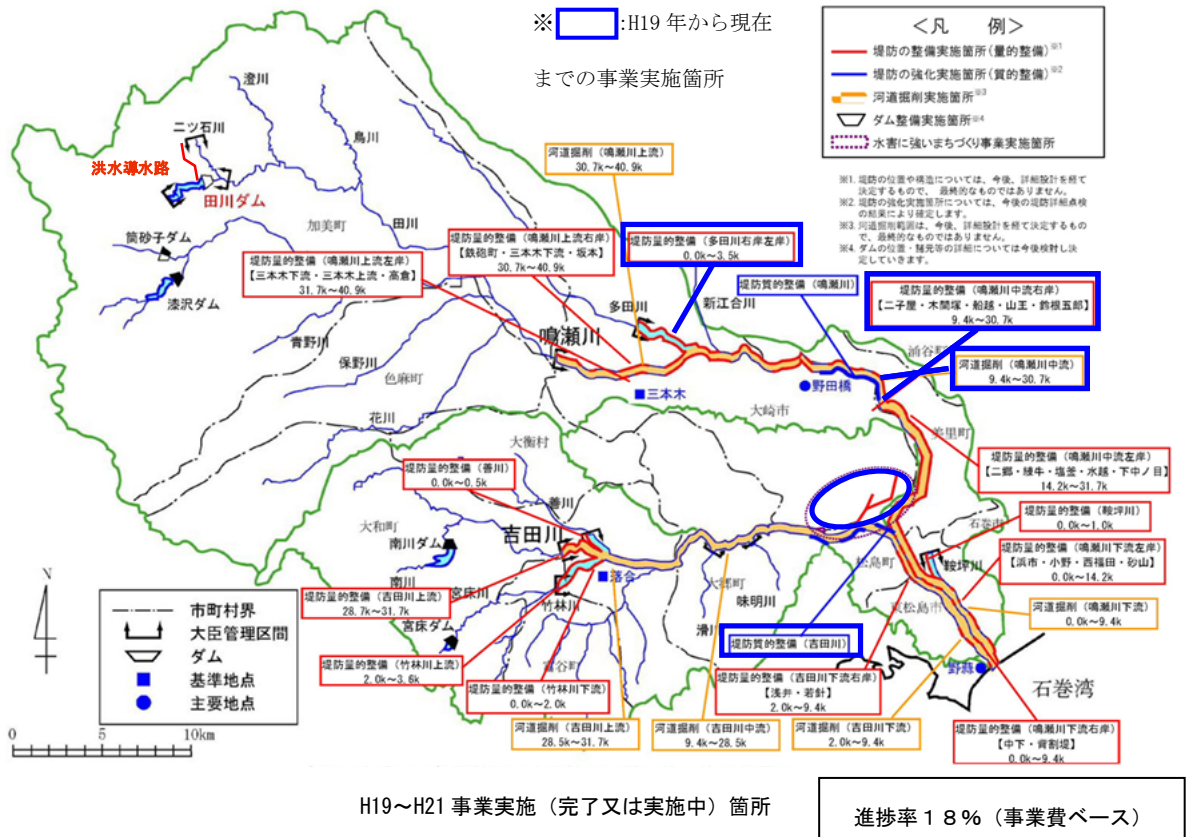 ※ :H19 年から現在
までの事業実施箇所
＜凡　　例＞
堤防の整備実施箇所(量的整備)※1
堤防の強化実施箇所(質的整備)※2
河道掘削実施箇所※3
ダム整備実施箇所※4
水害に強いまちづくり事業実施箇所
※1. 堤防の位置や構造については、今後、詳細設計を経て
決定するもので、最終的なものではありません。
※2. 堤防の強化実施箇所については、今後の堤防詳細点検
の結果により確定します。
※3. 河道掘削範囲は、今後、詳細設計を経て決定するもの
で、最終的なものではありません。
※4. ダムの位置・諸元等の詳細については今後検討し決
定していきます。
澄川
二ツ石川
鳥川
洪水導水路
田川ダム
加美町
田川
筒砂子ダム
漆沢ダム
河道掘削（鳴瀬川上流）
30.7k～40.9k
堤防量的整備（鳴瀬川上流右岸）
【鉄砲町・三本木下流・坂本】
30.7k～40.9k
堤防量的整備（鳴瀬川上流左岸）
【三本木下流・三本木上流・高倉】
31.7k～40.9k
堤防量的整備（多田川右岸左岸）
0.0k～3.5k
堤防質的整備（鳴瀬川）
堤防量的整備（鳴瀬川中流右岸）
【二子屋・木間塚・船越・山王・鈴根五郎】
9.4k～30.7k
多田川
新江合川
鳴瀬川
青野川
保野川
色麻町
花川
三本木
野田橋
大崎市
涌谷町
河道掘削（鳴瀬川中流）
9.4k～30.7k
美里町
大衡村
堤防量的整備（善川）
0.0k～0.5k
善川
堤防量的整備（鳴瀬川中流左岸）
【二郷・練牛・塩釜・水越・下中ノ目】
14.2k～31.7k
大和町
南川ダム
吉田川
南川
宮床川
落合
石巻市
堤防量的整備（鞍坪川）
0.0k～1.0k
鞍坪川
堤防量的整備（鳴瀬川下流左岸）
【浜市・小野・西福田・砂山】
0.0k～14.2k
松島町
大郷町
味明川
滑川
東松島市
堤防量的整備（吉田川上流）
28.7k～31.7k
竹林川
宮床ダム
河道掘削（鳴瀬川下流）
0.0k～9.4k
堤防質的整備（吉田川）
堤防量的整備（竹林川上流）
2.0k～3.6k
富谷町
堤防量的整備（竹林川下流）
0.0k～2.0k
堤防量的整備（吉田川下流右岸）
【浅井・若針】
2.0k～9.4k
野蒜
石巻湾
河道掘削（吉田川上流）
28.5k～31.7k
河道掘削（吉田川中流）
9.4k～28.5k
河道掘削（吉田川下流）
2.0k～9.4k
堤防量的整備（鳴瀬川下流右岸）
【中下・背割堤】
0.0k～9.4k
N
市町村界
大臣管理区間
ダム
基準地点
主要地点
0 5 10km
H19～H21 事業実施（完了又は実施中）箇所
進捗率１８％（事業費ベース）